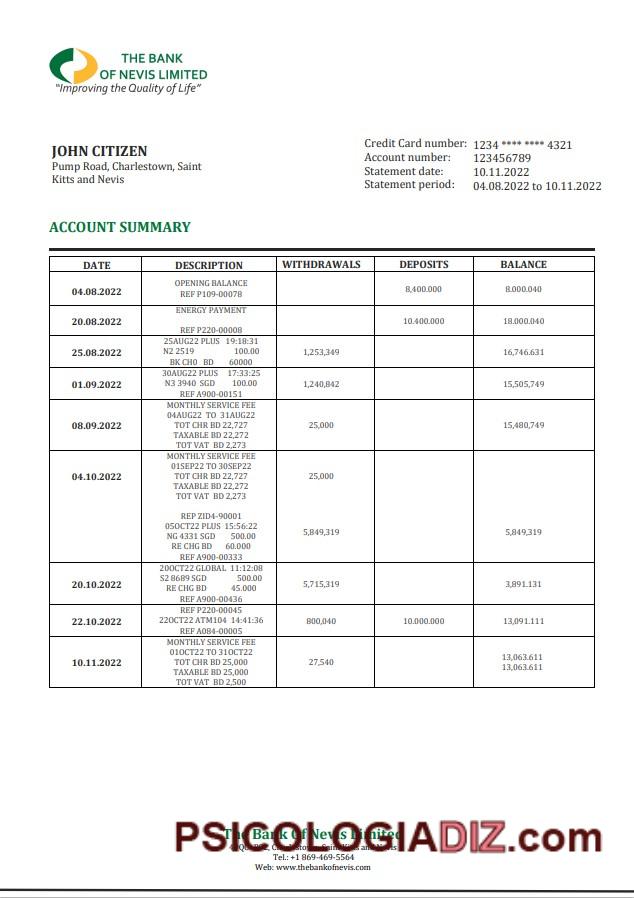 THE BANK
OF NEVIS LIMITED
"Improving the Quality of Life"
JOHN CITIZEN
Pump Road, Charlestown, Saint
Kitts and Nevis
Credit Card number: 1234 **** **** 4321
Account number: 123456789
Statement date: 10.11.2022
Statement period: 04.08.2022 to 10.11.2022
ACCOUNT SUMMARY
DATE DESCRIPTION WITHDRAWALS DEPOSITS BALANCE
OPENING BALANCE
04.08.2022 8,400.000 8.000.040
REF P109-00078
ENERGY PAYMENT
20.08.2022 10.400.000 18.000.040
REF P220-00008
25AUG22 PLUS 19:18:31
25.08.2022 N2 2519 100.00 1,253,349 16,746.631
BK CH0 BD 60000
30AUG22 PLUS 17:33:25
01.09.2022 N3 3940 SGD 100.00 1,240,842 15,505,749
REF A900-00151
MONTHLY SERVICE FEE
04AUG22 TO 31AUG22
08.09.2022 TOT CHR BD 22,727 25,000 15,480,749
TAXABLE BD 22,272
TOT VAT BD 2,273
MONTHLY SERVICE FEE
01SEP22 TO 30SEP22
04.10.2022 TOT CHR BD 22,727 25,000
TAXABLE BD 22,272
TOT VAT BD 2,273
REP ZID4-90001
05OCT22 PLUS 15:56:22
NG 4331 SGD 500.00 5,849,319 5,849,319
RE CHG BD 60.000
REF A900-00333
20OCT22 GLOBAL 11:12:08
20.10.2022 S2 8689 SGD 500.00 5,715,319 3,891.131
RE CHG BD 45.000
REF A900-00436
REF P220-00045
22.10.2022 22OCT22 ATM104 14:41:36 800,040 10.000.000 13,091.111
REF A084-00005
MONTHLY SERVICE FEE
01OCT22 TO 31OCT22
10.11.2022 TOT CHR BD 25,000 27,540 13,063.611
TAXABLE BD 25,000 13,063.611
TOT VAT BD 2,500
PSICOLOGIADIZ.com
The Bank Of Nevis Limited
Charlestown, Saint Kitts and Nevis
Tel.: +1 869-469-5564
Web: www.thebankofnevis.com